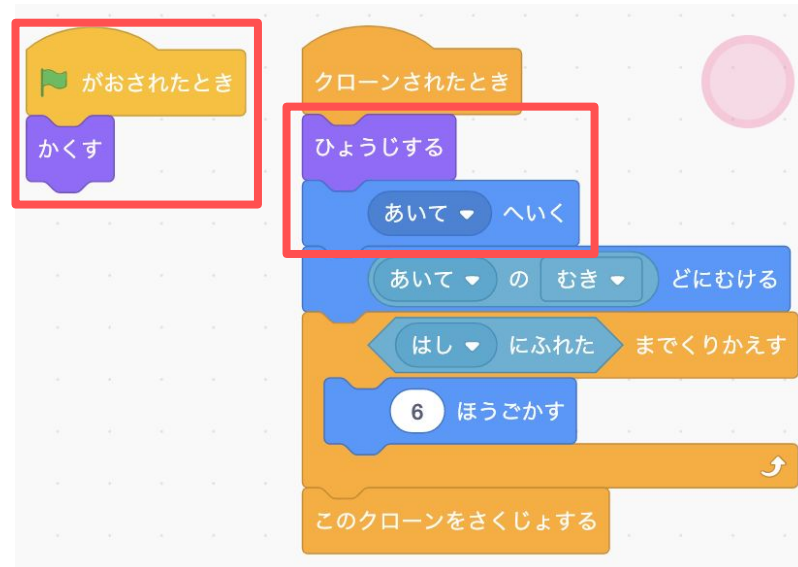 がおされたとき
かくす
クローンされたとき
ひょうじする
あいて へいく
あいて の むき どにむける
はし にふれた までくりかえす
6 ほうごかす
このクローンをさくじょする